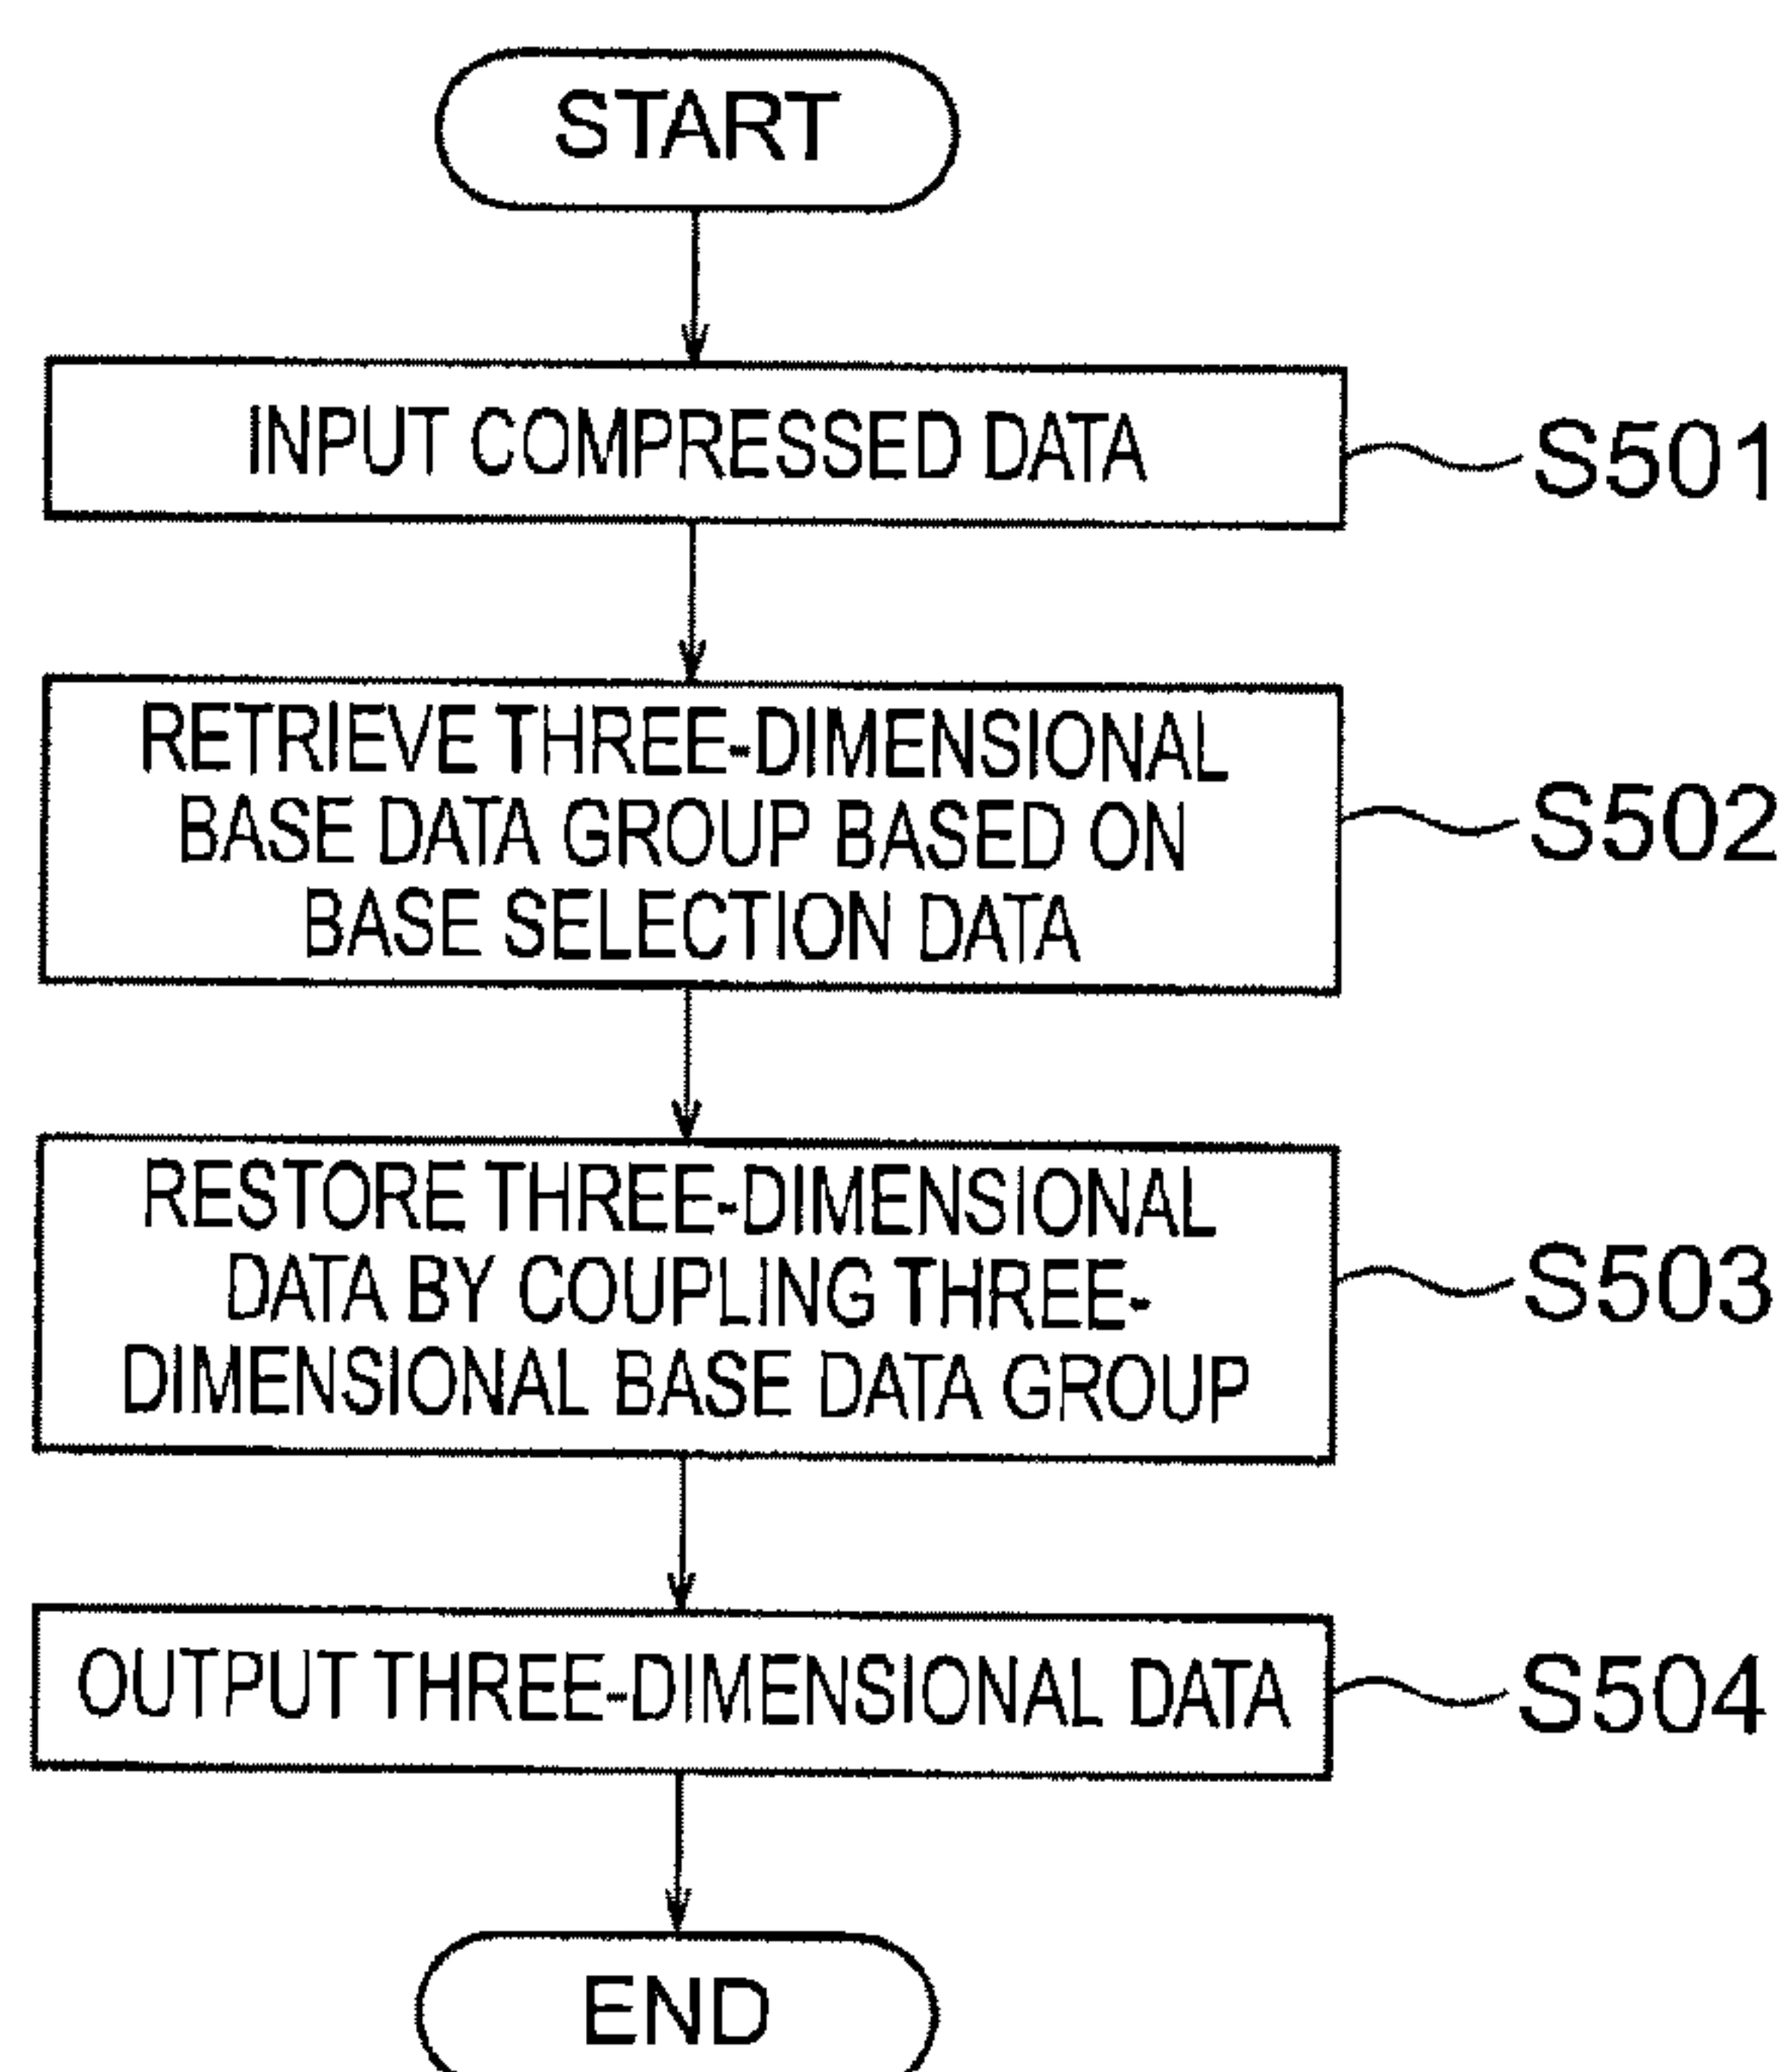 START
INPUT COMPRESSED DATA
S501
RETRIEVE THREE-DIMENSIONAL
BASE DATA GROUP BASED ON
BASE SELECTION DATA
S502
RESTORE THREE-DIMENSIONAL
DATA BY COUPLING THREE-
DIMENSIONAL BASE DATA GROUP
S503
OUTPUT THREE-DIMENSIONAL DATA
S504
END